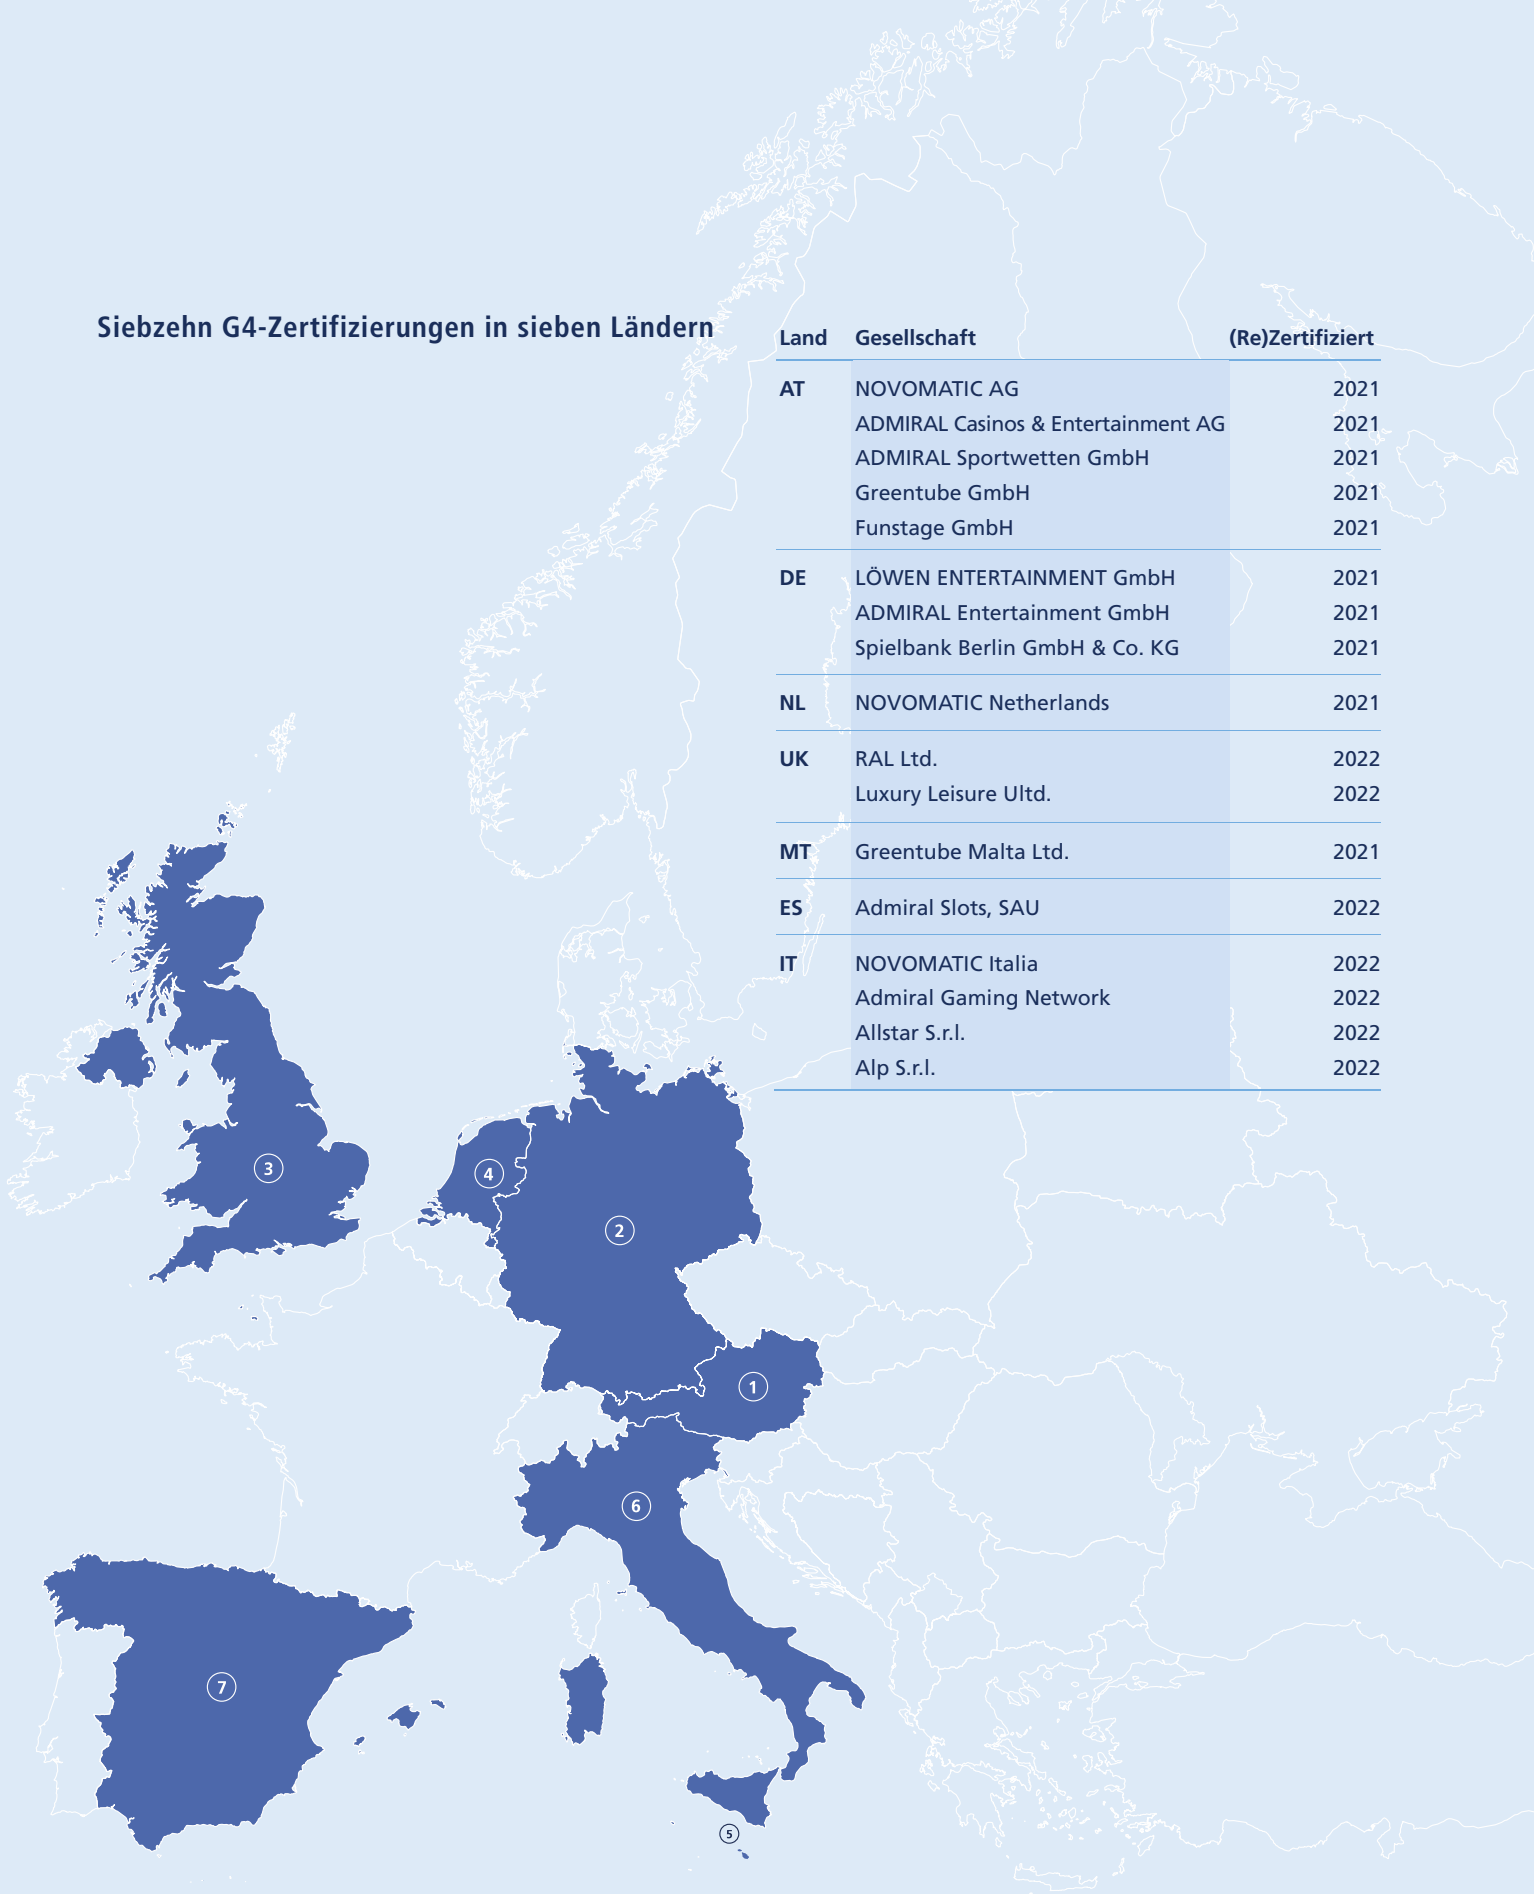 Siebzehn G4-Zertifizierungen in sieben Ländern
Land Gesellschaft (Re)Zertifiziert
AT NOVOMATIC AG 2021
ADMIRAL Casinos & Entertainment AG 2021
ADMIRAL Sportwetten GmbH 2021
Greentube GmbH 2021
Funstage GmbH 2021
DE LÖWEN ENTERTAINMENT GmbH 2021
ADMIRAL Entertainment GmbH 2021
Spielbank Berlin GmbH & Co. KG 2021
NL NOVOMATIC Netherlands 2021
UK RAL Ltd. 2022
Luxury Leisure Ultd. 2022
MT Greentube Malta Ltd. 2021
ES Admiral Slots, SAU 2022
IT NOVOMATIC Italia 2022
Admiral Gaming Network 2022
Allstar S.r.l. 2022
Alp S.r.l. 2022
3
4
2
1
6
7
5